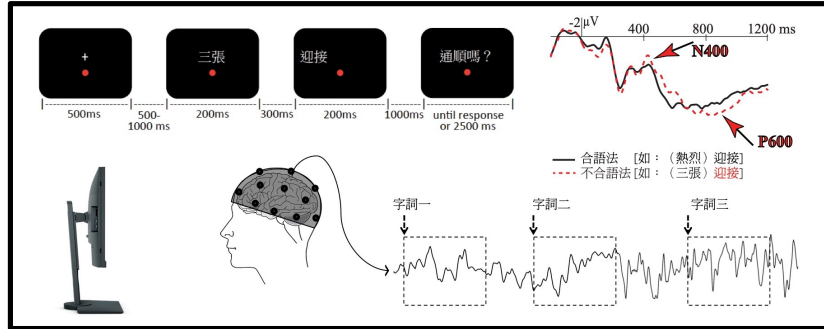 +
三張
迎接
通順嗎？
500ms
500-
1000 ms
200ms
300ms
200ms
1000ms
until response
or 2500 ms
-2 μV
400
800
1200 ms
N400
P600
合語法 [如：（熱烈）迎接]
不合語法 [如：（三張）迎接]
字詞一
字詞二
字詞三